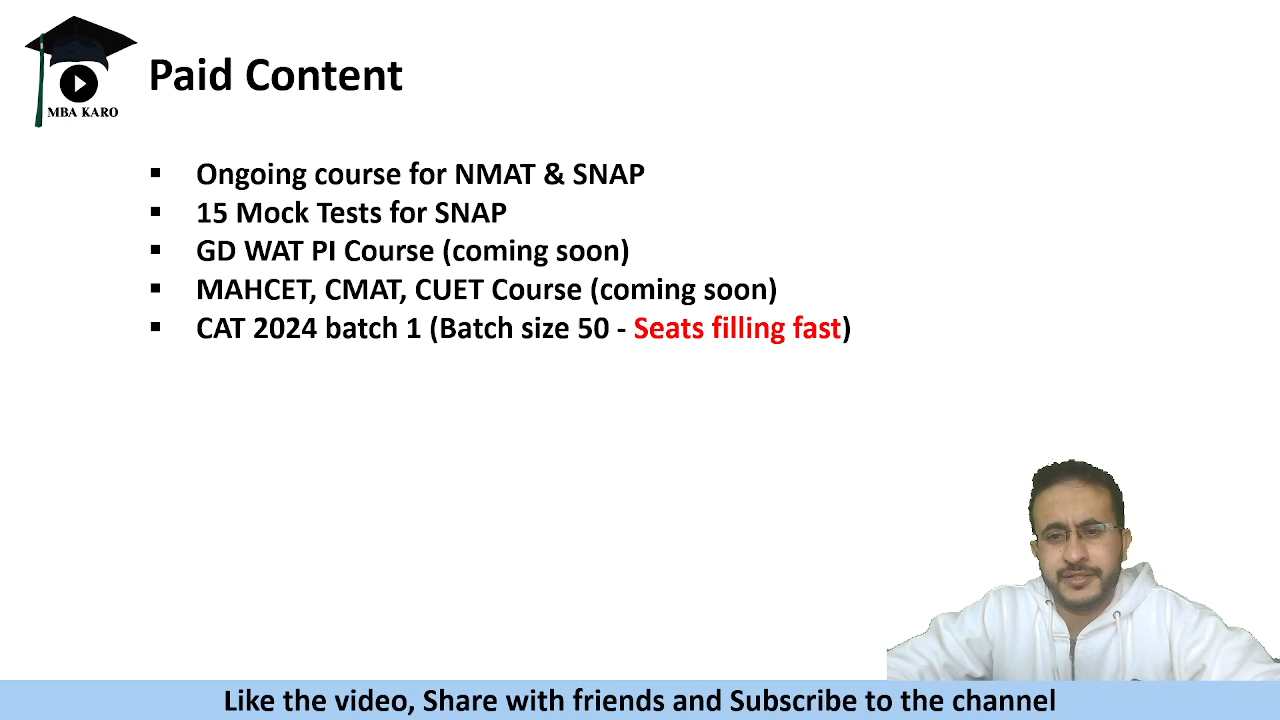 MBA KARO
Paid Content
▪ Ongoing course for NMAT & SNAP
▪ 15 Mock Tests for SNAP
▪ GD WAT PI Course (coming soon)
▪ MAHCET, CMAT, CUET Course (coming soon)
▪ CAT 2024 batch 1 (Batch size 50 - Seats filling fast)
Like the video, Share with friends and Subscribe to the channel